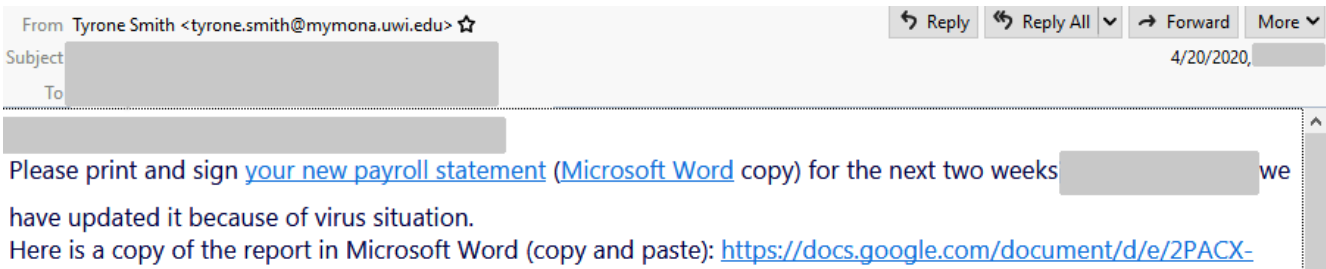 From Tyrone Smith <tyrone.smith@mymona.uwi.edu> Reply Reply All Forward More
Subject 4/20/2020,
To
Please print and sign your new payroll statement (Microsoft Word copy) for the next two weeks we
have updated it because of virus situation.
Here is a copy of the report in Microsoft Word (copy and paste): https://docs.google.com/document/d/e/2PACX-